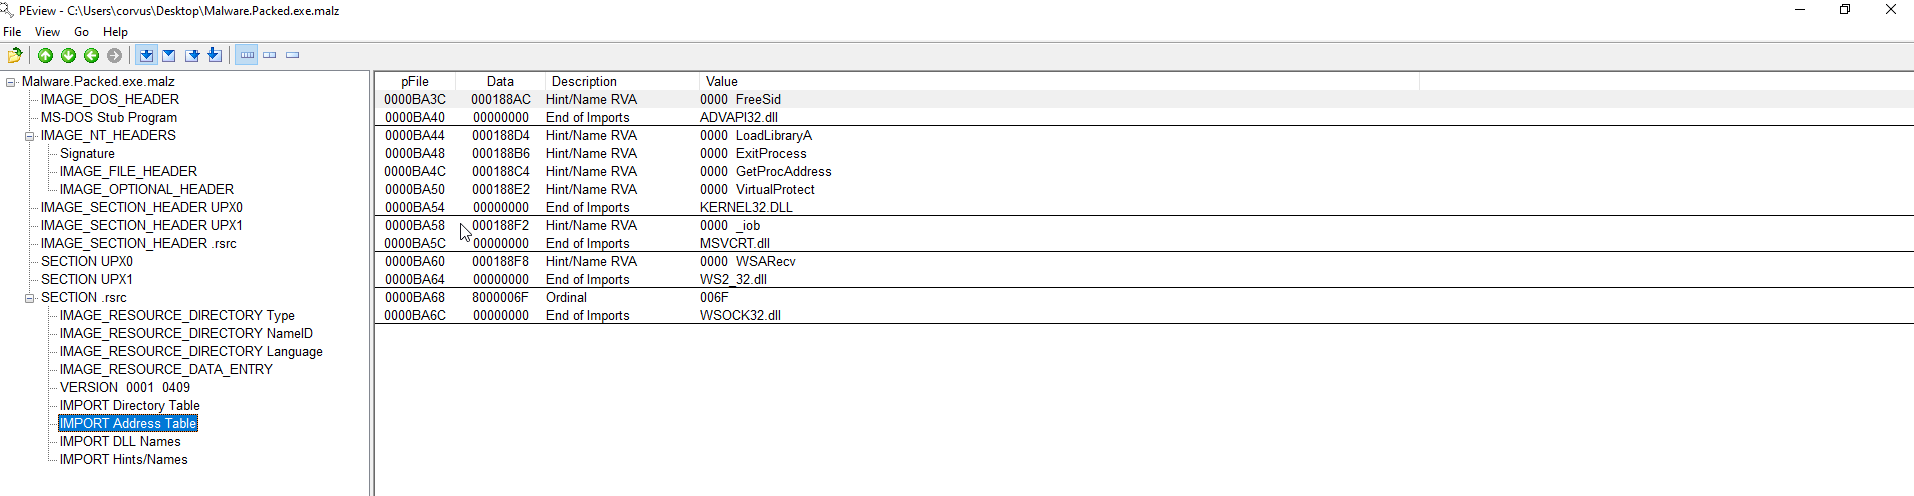 PEview - C:\Users\corvus\Desktop\Malware.Packed.exe.malz
File View Go Help
Malware.Packed.exe.malz
IMAGE_DOS_HEADER
MS-DOS Stub Program
IMAGE_NT_HEADERS
Signature
IMAGE_FILE_HEADER
IMAGE_OPTIONAL_HEADER
IMAGE_SECTION_HEADER UPX0
IMAGE_SECTION_HEADER UPX1
IMAGE_SECTION_HEADER .rsrc
SECTION UPX0
SECTION UPX1
SECTION .rsrc
IMAGE_RESOURCE_DIRECTORY Type
IMAGE_RESOURCE_DIRECTORY NameID
IMAGE_RESOURCE_DIRECTORY Language
IMAGE_RESOURCE_DATA_ENTRY
VERSION 0001 0409
IMPORT Directory Table
IMPORT Address Table
IMPORT DLL Names
IMPORT Hints/Names
pFile Data Description Value
0000BA3C 000188AC Hint/Name RVA 0000 FreeSid
0000BA40 00000000 End of Imports ADVAPI32.dll
0000BA44 000188D4 Hint/Name RVA 0000 LoadLibraryA
0000BA48 000188B6 Hint/Name RVA 0000 ExitProcess
0000BA4C 000188C4 Hint/Name RVA 0000 GetProcAddress
0000BA50 000188E2 Hint/Name RVA 0000 VirtualProtect
0000BA54 00000000 End of Imports KERNEL32.DLL
0000BA58 000188F2 Hint/Name RVA 0000 _iob
0000BA5C 00000000 End of Imports MSVCRT.dll
0000BA60 000188F8 Hint/Name RVA 0000 WSARecv
0000BA64 00000000 End of Imports WS2_32.dll
0000BA68 8000006F Ordinal 006F
0000BA6C 00000000 End of Imports WSOCK32.dll